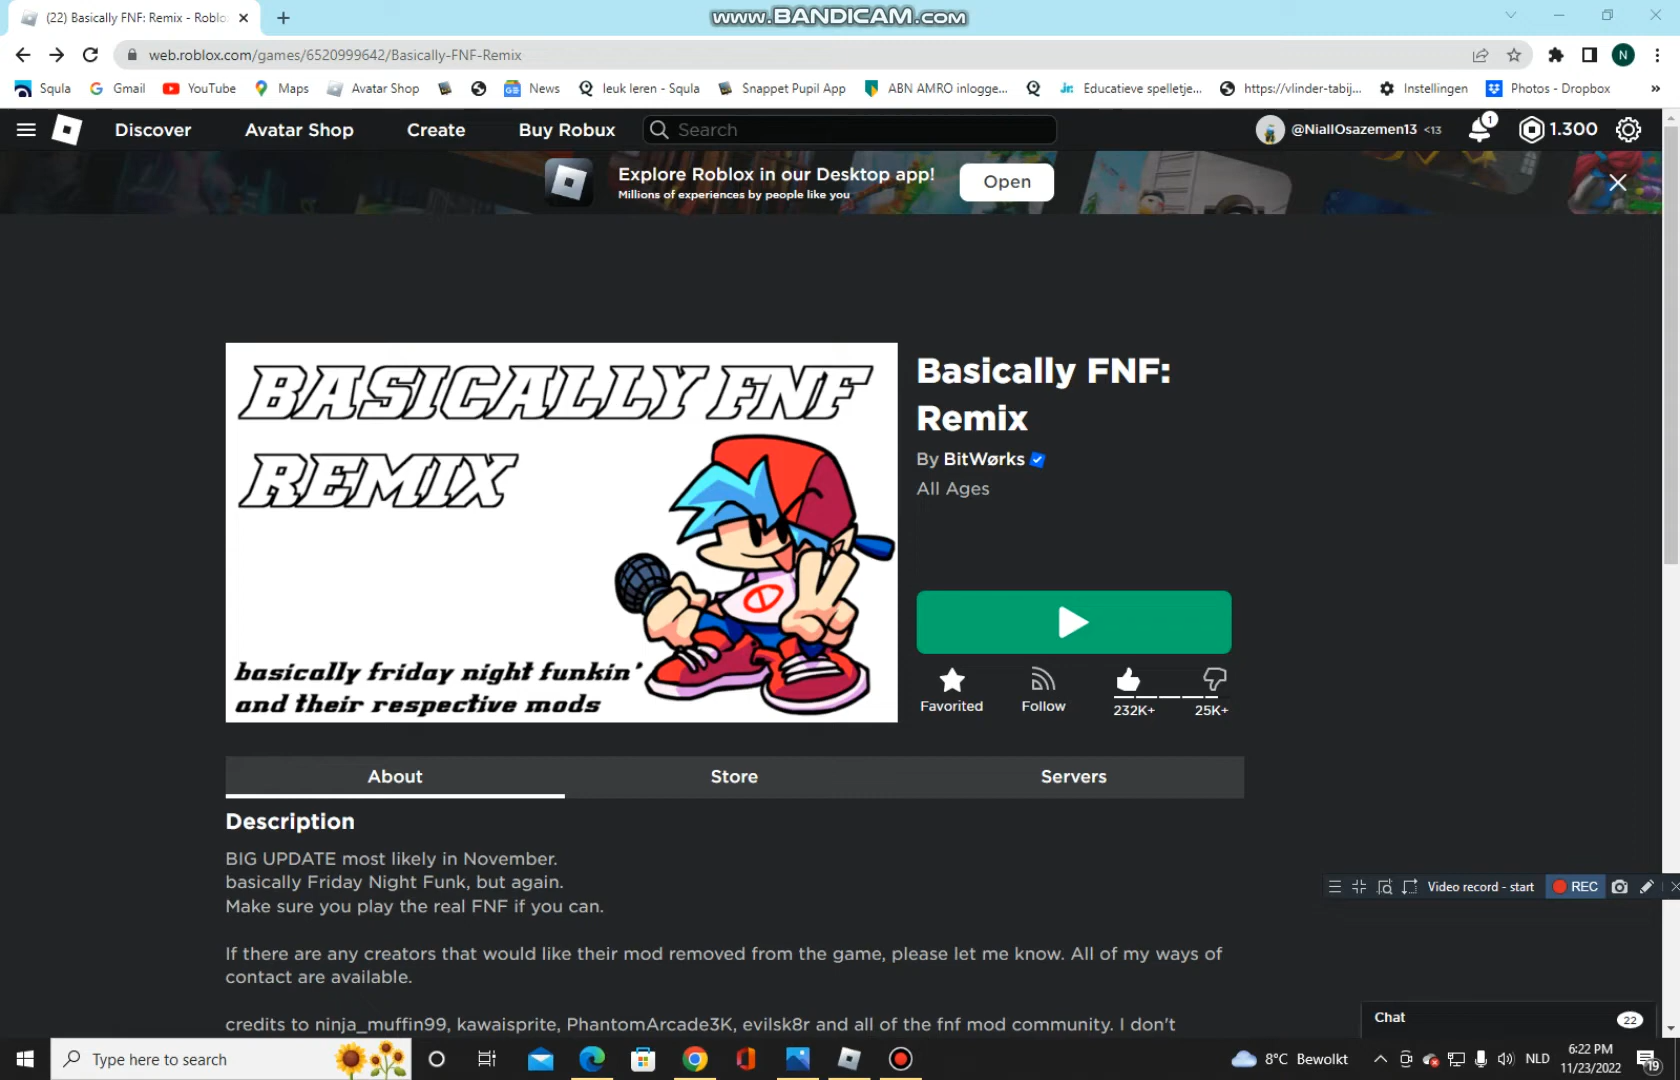 (22) Basically FNF: Remix - Roblo
www.BANDICAM.com
web.roblox.com/games/6520999642/Basically-FNF-Remix
N
Squla Gmail YouTube Maps Avatar Shop News leuk leren - Squla Snappet Pupil App ABN AMRO inlogge... Jr. Educatieve spelletje... https://vlinder-tabij... Instellingen Photos - Dropbox »
Discover Avatar Shop Create Buy Robux Search @NiallOsazemen13 <13 1 1.300
Explore Roblox in our Desktop app!
Millions of experiences by people like you
Open
BASICALLY FNF
REMIX
basically friday night funkin'
and their respective mods
Basically FNF:
Remix
By BitWørks
All Ages
Favorited Follow 232K+ 25K+
About Store Servers
Description
BIG UPDATE most likely in November.
basically Friday Night Funk, but again.
Make sure you play the real FNF if you can.
Video record - start REC
If there are any creators that would like their mod removed from the game, please let me know. All of my ways of
contact are available.
credits to ninja_muffin99, kawaisprite, PhantomArcade3K, evilsk8r and all of the fnf mod community. I don't
Chat 22
Type here to search
8°C Bewolkt
NLD
6:22 PM
11/23/2022
19